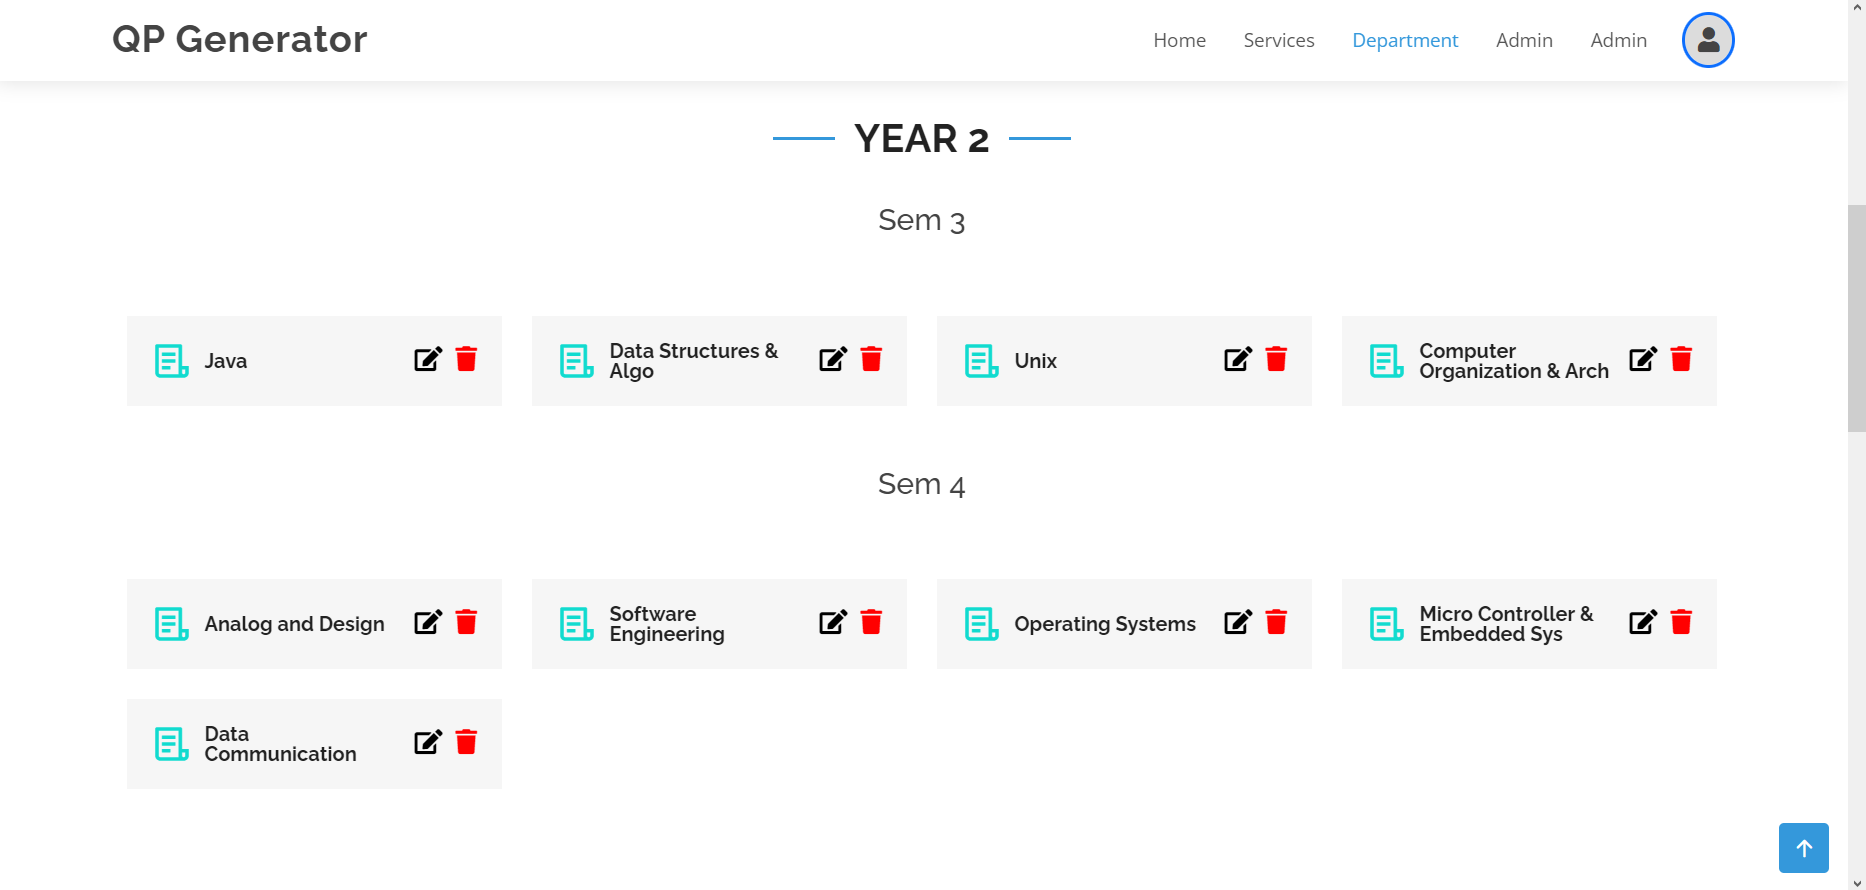 QP Generator
Home Services Department Admin Admin
YEAR 2
Sem 3
Java
Data Structures &
Algo
Unix
Computer
Organization & Arch
Sem 4
Analog and Design
Software
Engineering
Operating Systems
Micro Controller &
Embedded Sys
Data
Communication